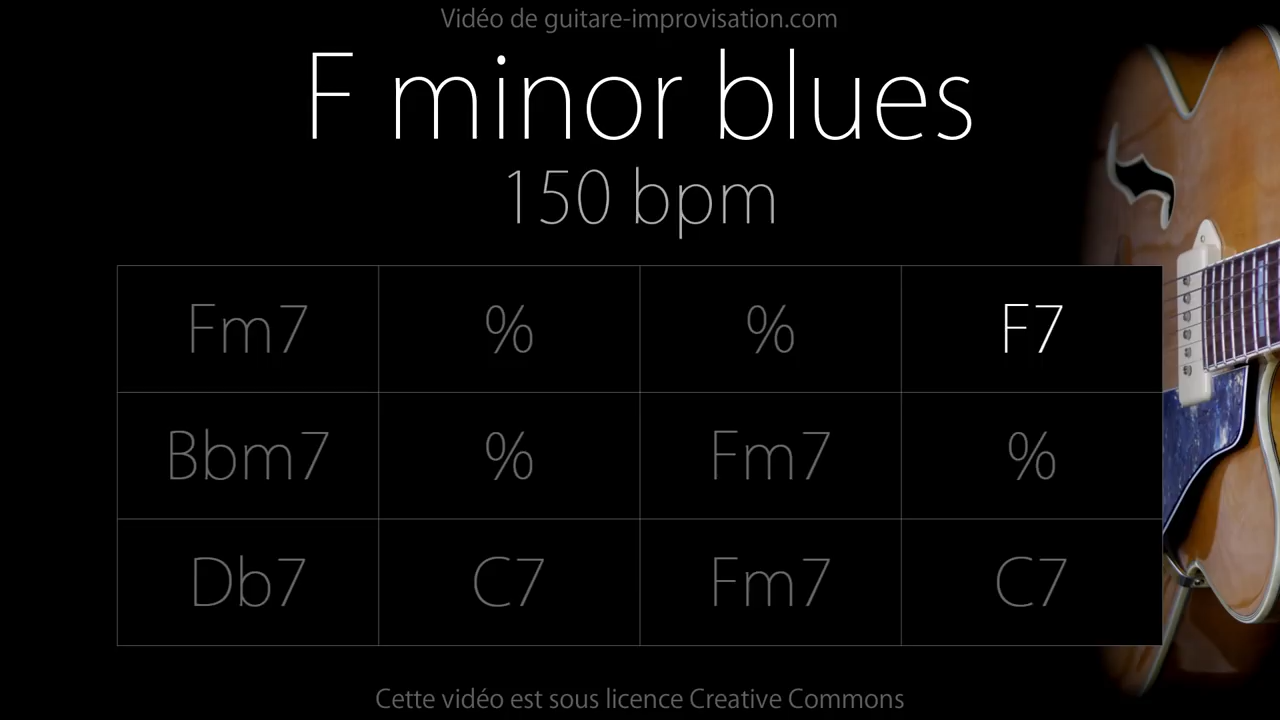 Vidéo de guitare-improvisation.com
F minor blues
150 bpm
Fm7 % % F7
Bbm7 % Fm7 %
Db7 C7 Fm7 C7
Cette vidéo est sous licence Creative Commons